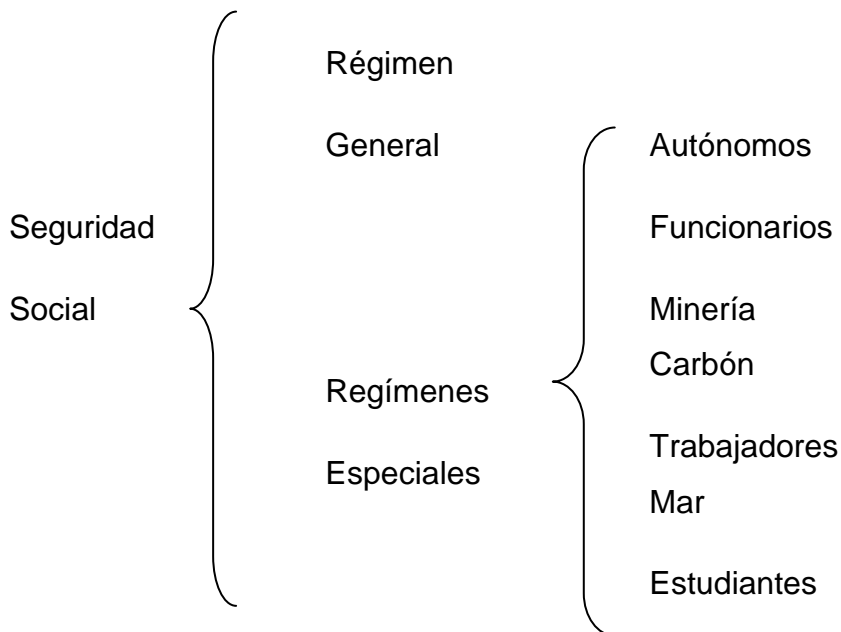 Seguridad
Social
Régimen
General
Regímenes
Especiales
Autónomos
Funcionarios
Minería
Carbón
Trabajadores
Mar
Estudiantes